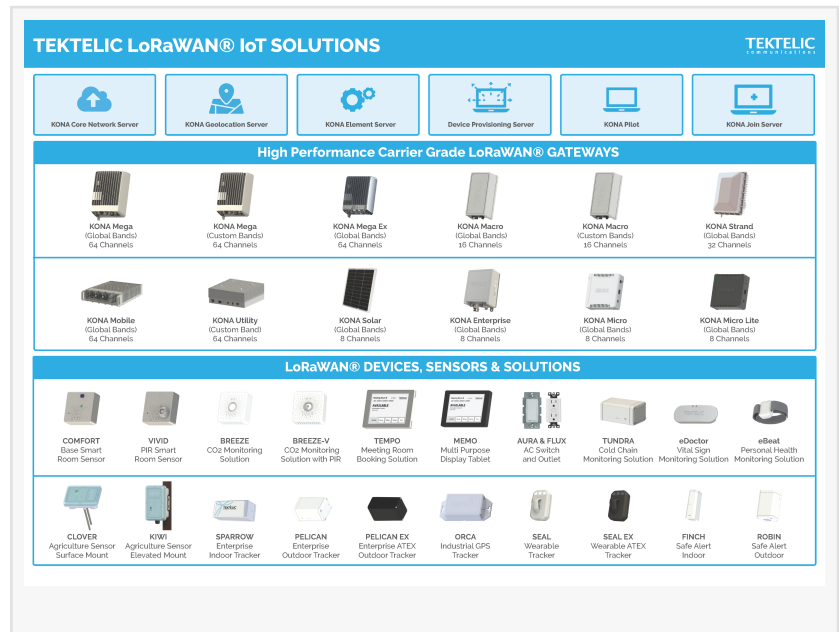 TEKTELIC LoRaWAN® IoT SOLUTIONS
TEKTELIC
communications
KONA Core Network Server
KONA Geolocation Server
KONA Element Server
Device Provisioning Server
KONA Pilot
KONA Join Server
High Performance Carrier Grade LoRaWAN® GATEWAYS
KONA Mega
(Global Bands)
64 Channels
KONA Mega
(Custom Bands)
64 Channels
KONA Mega Ex
(Global Bands)
64 Channels
KONA Macro
(Global Bands)
16 Channels
KONA Macro
(Custom Bands)
16 Channels
KONA Strand
(Global Bands)
32 Channels
KONA Mobile
(Global Bands)
64 Channels
KONA Utility
(Custom Band)
64 Channels
KONA Solar
(Global Bands)
8 Channels
KONA Enterprise
(Global Bands)
8 Channels
KONA Micro
(Global Bands)
8 Channels
KONA Micro Lite
(Global Bands)
8 Channels
LoRaWAN® DEVICES, SENSORS & SOLUTIONS
AVAILABLE
COMFORT
Base Smart
Room Sensor
VIVID
PIR Smart
Room Sensor
BREEZE
CO2 Monitoring
Solution
BREEZE-V
CO2 Monitoring
Solution with PIR
TEMPO
Meeting Room
Booking Solution
MEMO
Multi Purpose
Display Tablet
AURA & FLUX
AC Switch
and Outlet
TUNDRA
Cold Chain
Monitoring Solution
eDoctor
Vital Sign
Monitoring Solution
eBeat
Personal Health
Monitoring Solution
CLOVER
Agriculture Sensor
Surface Mount
KIWI
Agriculture Sensor
Elevated Mount
SPARROW
Enterprise
Indoor Tracker
PELICAN
Enterprise
Outdoor Tracker
PELICAN EX
Enterprise ATEX
Outdoor Tracker
ORCA
Industrial GPS
Tracker
SEAL
Wearable
Tracker
SEAL EX
Wearable ATEX
Tracker
FINCH
Safe Alert
Indoor
ROBIN
Safe Alert
Outdoor